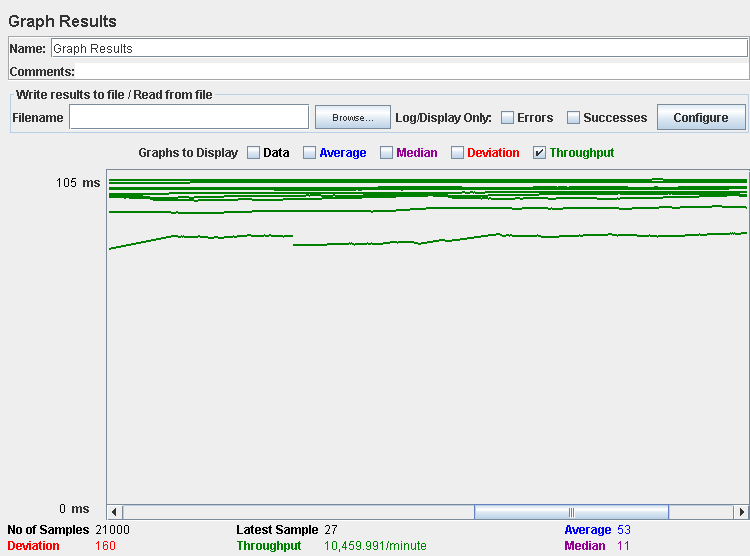 Graph Results
Name: Graph Results
Comments:
Write results to file / Read from file
Filename Browse... Log/Display Only: Errors Successes Configure
Graphs to Display Data Average Median Deviation Throughput
105 ms
0 ms
No of Samples 21000 Latest Sample 27 Average 53
Deviation 160 Throughput 10,459.991/minute Median 11